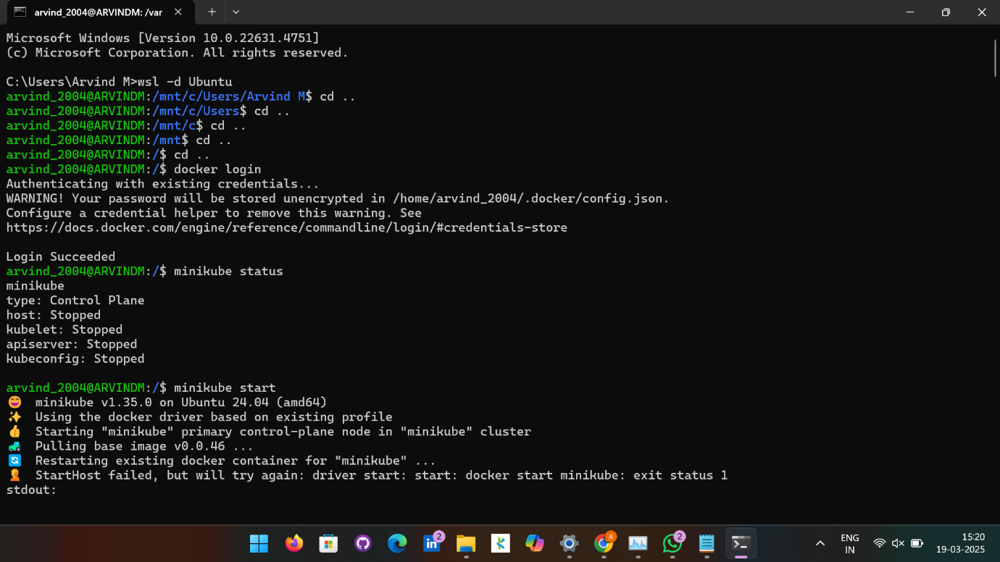 arvind_2004@ARVINDM: /var
Microsoft Windows [Version 10.0.22631.4751]
(c) Microsoft Corporation. All rights reserved.
C:\Users\Arvind M>wsl -d Ubuntu
arvind_2004@ARVINDM:/mnt/c/Users/Arvind M$ cd ..
arvind_2004@ARVINDM:/mnt/c/Users$ cd ..
arvind_2004@ARVINDM:/mnt/c$ cd ..
arvind_2004@ARVINDM:/mnt$ cd ..
arvind_2004@ARVINDM:/$ cd ..
arvind_2004@ARVINDM:/$ docker login
Authenticating with existing credentials...
WARNING! Your password will be stored unencrypted in /home/arvind_2004/.docker/config.json.
Configure a credential helper to remove this warning. See
https://docs.docker.com/engine/reference/commandline/login/#credentials-store
Login Succeeded
arvind_2004@ARVINDM:/$ minikube status
minikube
type: Control Plane
host: Stopped
kubelet: Stopped
apiserver: Stopped
kubeconfig: Stopped
arvind_2004@ARVINDM:/$ minikube start
😄 minikube v1.35.0 on Ubuntu 24.04 (amd64)
✨ Using the docker driver based on existing profile
👍 Starting "minikube" primary control-plane node in "minikube" cluster
🚜 Pulling base image v0.0.46 ...
🔄 Restarting existing docker container for "minikube" ...
🤦 StartHost failed, but will try again: driver start: start: docker start minikube: exit status 1
stdout:
in 2
A
2
ENG
IN
15:20
19-03-2025